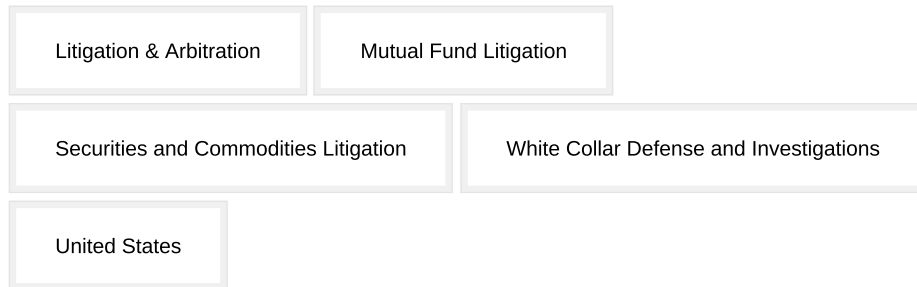 Litigation & Arbitration
Mutual Fund Litigation
Securities and Commodities Litigation
White Collar Defense and Investigations
United States